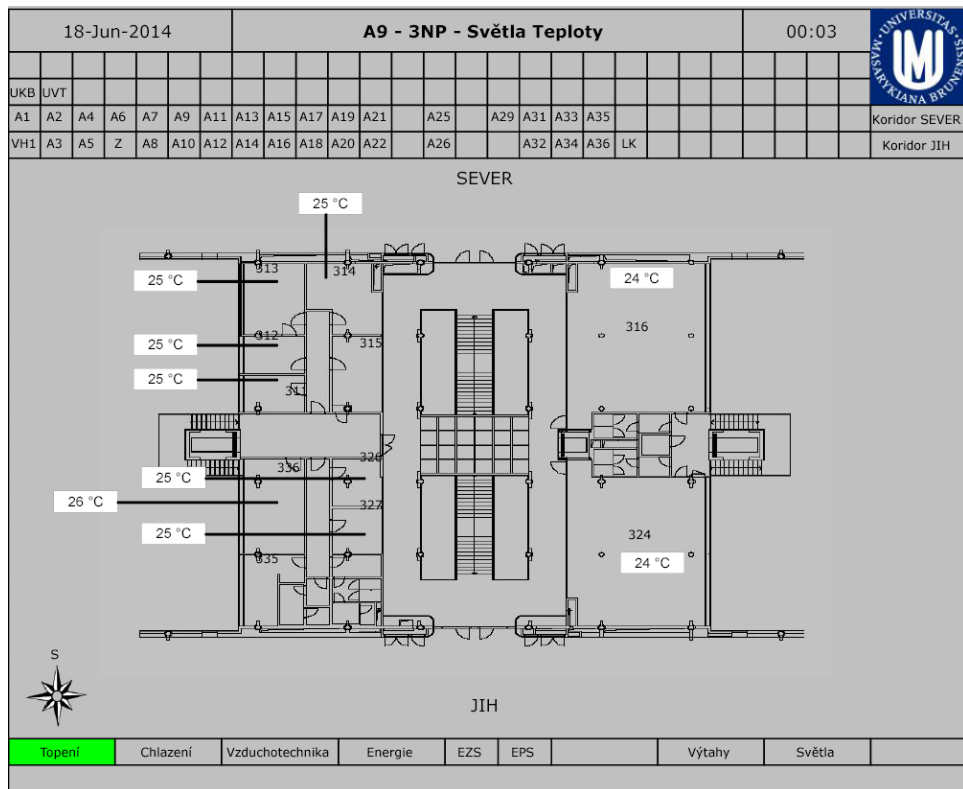 18-Jun-2014 A9 - 3NP - Světla Teploty 00:03
UNIVERSITAS MASARYKIANA BRUNENSIS
UKB UVT
A1 A2 A4 A6 A7 A9 A11 A13 A15 A17 A19 A21 A25 A29 A31 A33 A35 Koridor SEVER
VH1 A3 A5 Z A8 A10 A12 A14 A16 A18 A20 A22 A26 A32 A34 A36 LK Koridor JIH
SEVER
25 °C
313 314
25 °C 24 °C
316
312
25 °C 315
25 °C
311
326
336
25 °C
26 °C
327
25 °C 324
335
24 °C
S
JIH
Topení Chlazení Vzduchotechnika Energie EZS EPS Výtahy Světla